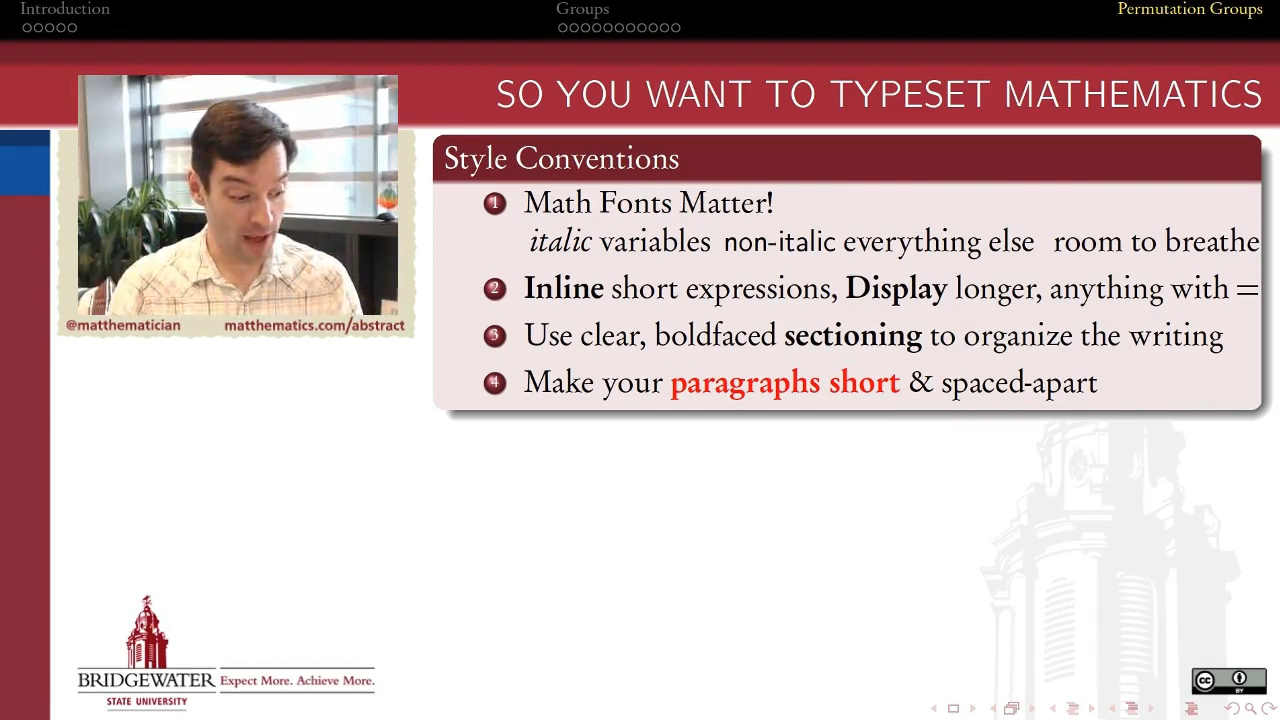 Introduction
Groups
Permutation Groups
SO YOU WANT TO TYPESET MATHEMATICS
@matthematician matthematics.com/abstract
Style Conventions
1 Math Fonts Matter!
italic variables non-italic everything else room to breathe
2 Inline short expressions, Display longer, anything with =
3 Use clear, boldfaced sectioning to organize the writing
4 Make your paragraphs short & spaced-apart
BRIDGEWATER
STATE UNIVERSITY
Expect More. Achieve More.
cc
BY